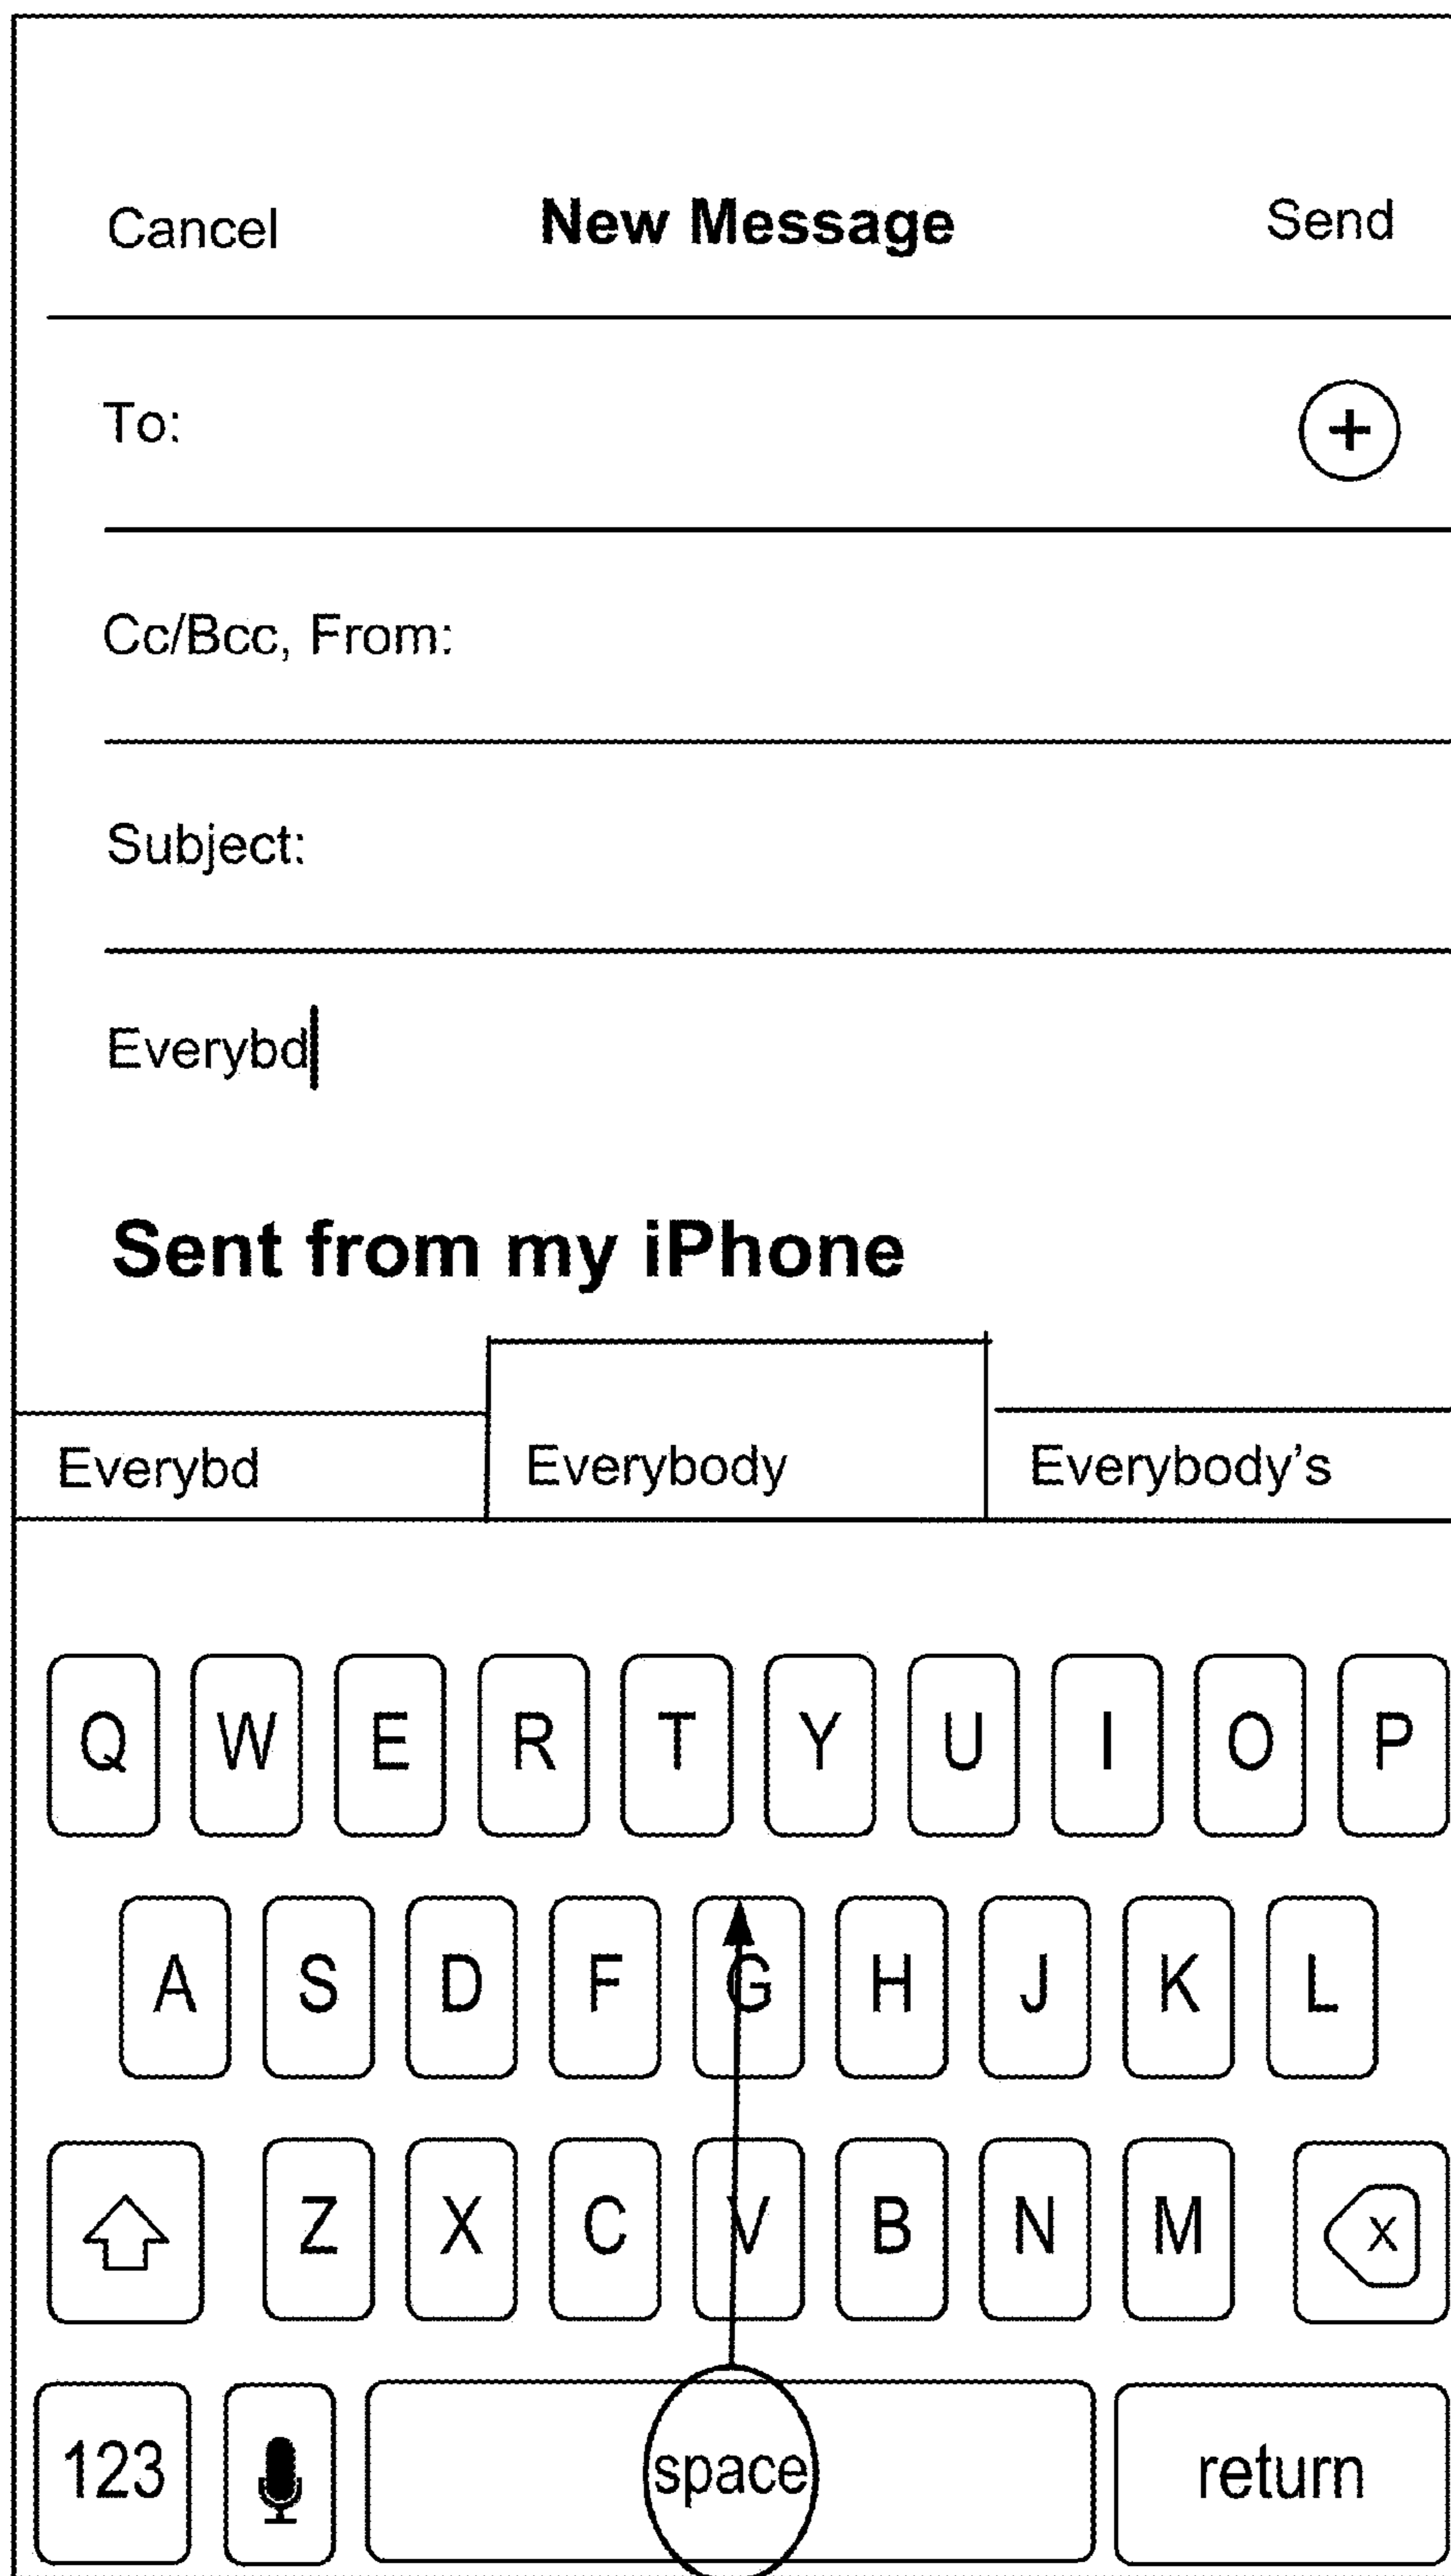 Cancel New Message Send
To: +
Cc/Bcc, From:
Subject:
Everybd
Sent from my iPhone
Everybd Everybody Everybody’s
Q W E R T Y U I O P
A S D F G H J K L
Z X C V B N M X
123 space return